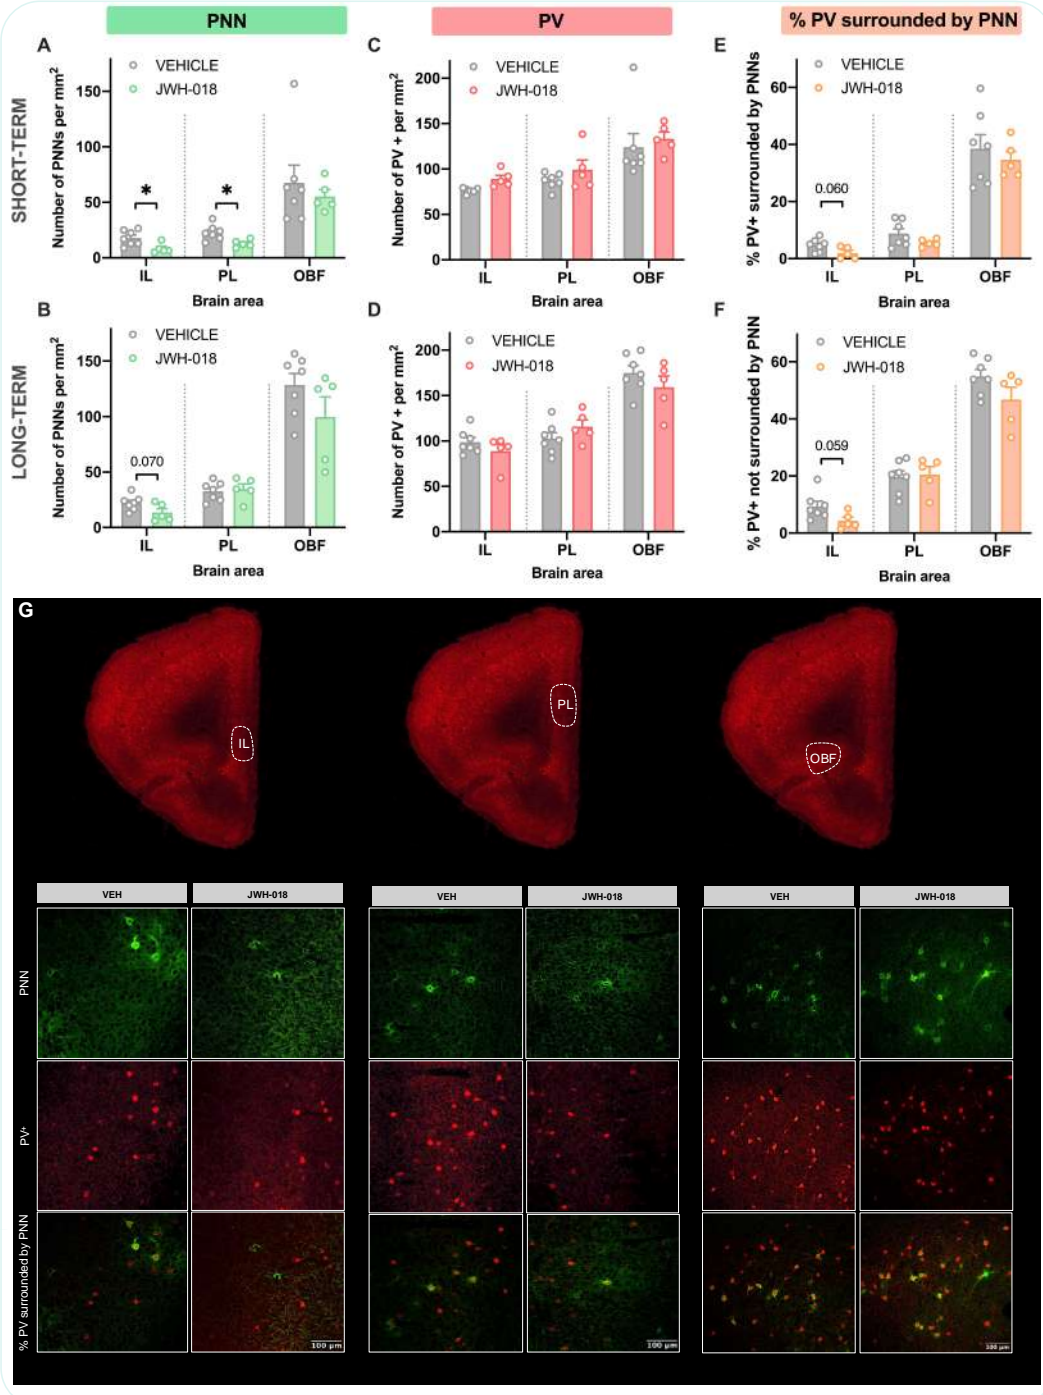 PNN
PV
% PV surrounded by PNN
SHORT-TERM
A
Number of PNNs per mm2
150
100
50
0
VEHICLE
JWH-018
*
*
IL
PL
OBF
Brain area
C
Number of PV + per mm2
200
150
100
50
0
VEHICLE
JWH-018
IL
PL
OBF
Brain area
E
% PV+ surrounded by PNNs
60
40
20
0
VEHICLE
JWH-018
0.060
IL
PL
OBF
Brain area
LONG-TERM
B
Number of PNNs per mm2
150
100
50
0
VEHICLE
JWH-018
0.070
IL
PL
OBF
Brain area
D
Number of PV + per mm2
200
150
100
50
0
VEHICLE
JWH-018
IL
PL
OBF
Brain area
F
% PV+ not surrounded by PNN
60
40
20
0
VEHICLE
JWH-018
0.059
IL
PL
OBF
Brain area
G
IL
PL
OBF
VEH
JWH-018
VEH
JWH-018
VEH
JWH-018
PNN
PV+
% PV surrounded by PNN
100 µm
100 µm
100 µm